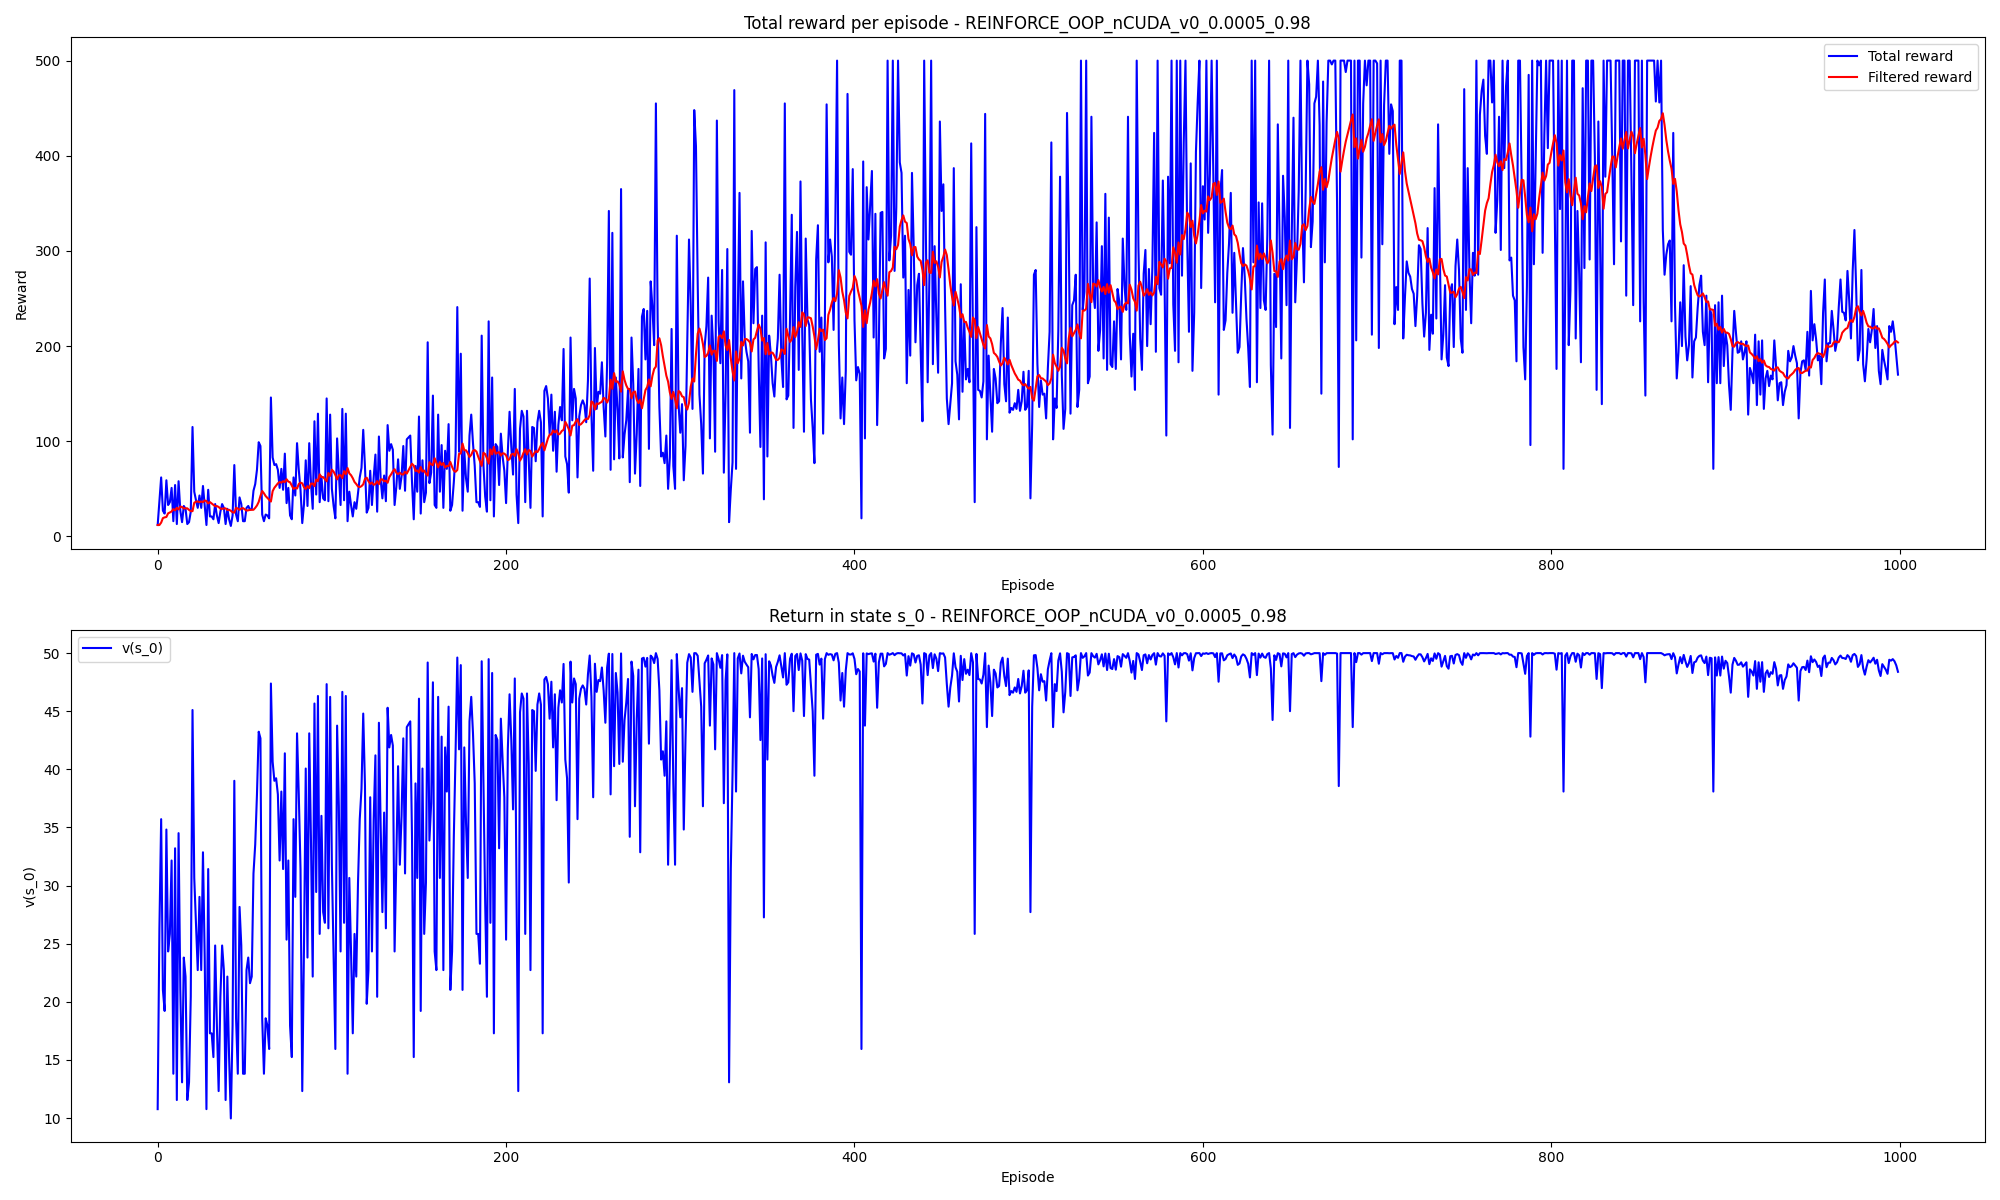 Total reward per episode - REINFORCE_OOP_nCUDA_v0_0.0005_0.98
Total reward
Filtered reward
Reward
500
400
300
200
100
0
0 200 400 600 800 1000
Episode
Return in state s_0 - REINFORCE_OOP_nCUDA_v0_0.0005_0.98
v(s_0)
v(s_0)
50
45
40
35
30
25
20
15
10
0 200 400 600 800 1000
Episode